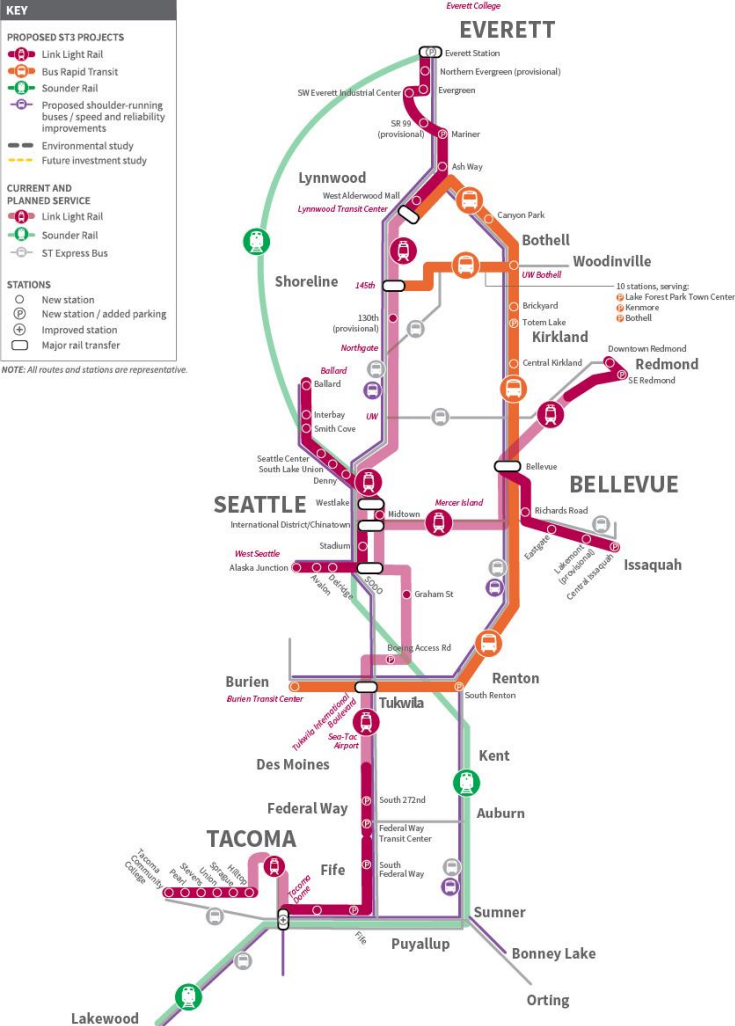 KEY
PROPOSED ST3 PROJECTS
Link Light Rail
Bus Rapid Transit
Sounder Rail
Proposed shoulder-running
buses / speed and reliability
improvements
Environmental study
Future investment study
CURRENT AND
PLANNED SERVICE
Link Light Rail
Sounder Rail
ST Express Bus
STATIONS
New station
P New station / added parking
Improved station
Major rail transfer
NOTE: All routes and stations are representative.
Everett College
EVERETT
P Everett Station
Northern Evergreen (provisional)
SW Everett Industrial Center
Evergreen
SR 99
(provisional)
P Mariner
Ash Way
Lynnwood
West Alderwood Mall
Lynnwood Transit Center
Canyon Park
Bothell
Woodinville
UW Bothell
Shoreline
145th
10 stations, serving:
P Lake Forest Park Town Center
P Kenmore
P Bothell
130th
(provisional)
Brickyard
P Totem Lake
Kirkland
Northgate
Downtown Redmond
Central Kirkland
Redmond
P SE Redmond
Ballard
Ballard
Interbay
Smith Cove
UW
Seattle Center
South Lake Union
Denny
Bellevue
BELLEVUE
SEATTLE
Westlake
Midtown
Mercer Island
International District/Chinatown
Richards Road
Stadium
Eastgate
Lakemont
(provisional)
Central Issaquah
P
Issaquah
West Seattle
Alaska Junction
Avalon
Delridge
SODO
Graham St
Boeing Access Rd
P
Burien
Burien Transit Center
Renton
P South Renton
Tukwila
Tukwila International
Boulevard
Sea-Tac
Airport
Des Moines
Kent
Federal Way
P South 272nd
Auburn
P Federal Way
Transit Center
TACOMA
Fife
P South
Federal Way
Tacoma
Community
College
Pearl
Stevens
Union
Sprague
Hilltop
Tacoma
Dome
P
Fife
Sumner
Puyallup
Bonney Lake
Orting
Lakewood